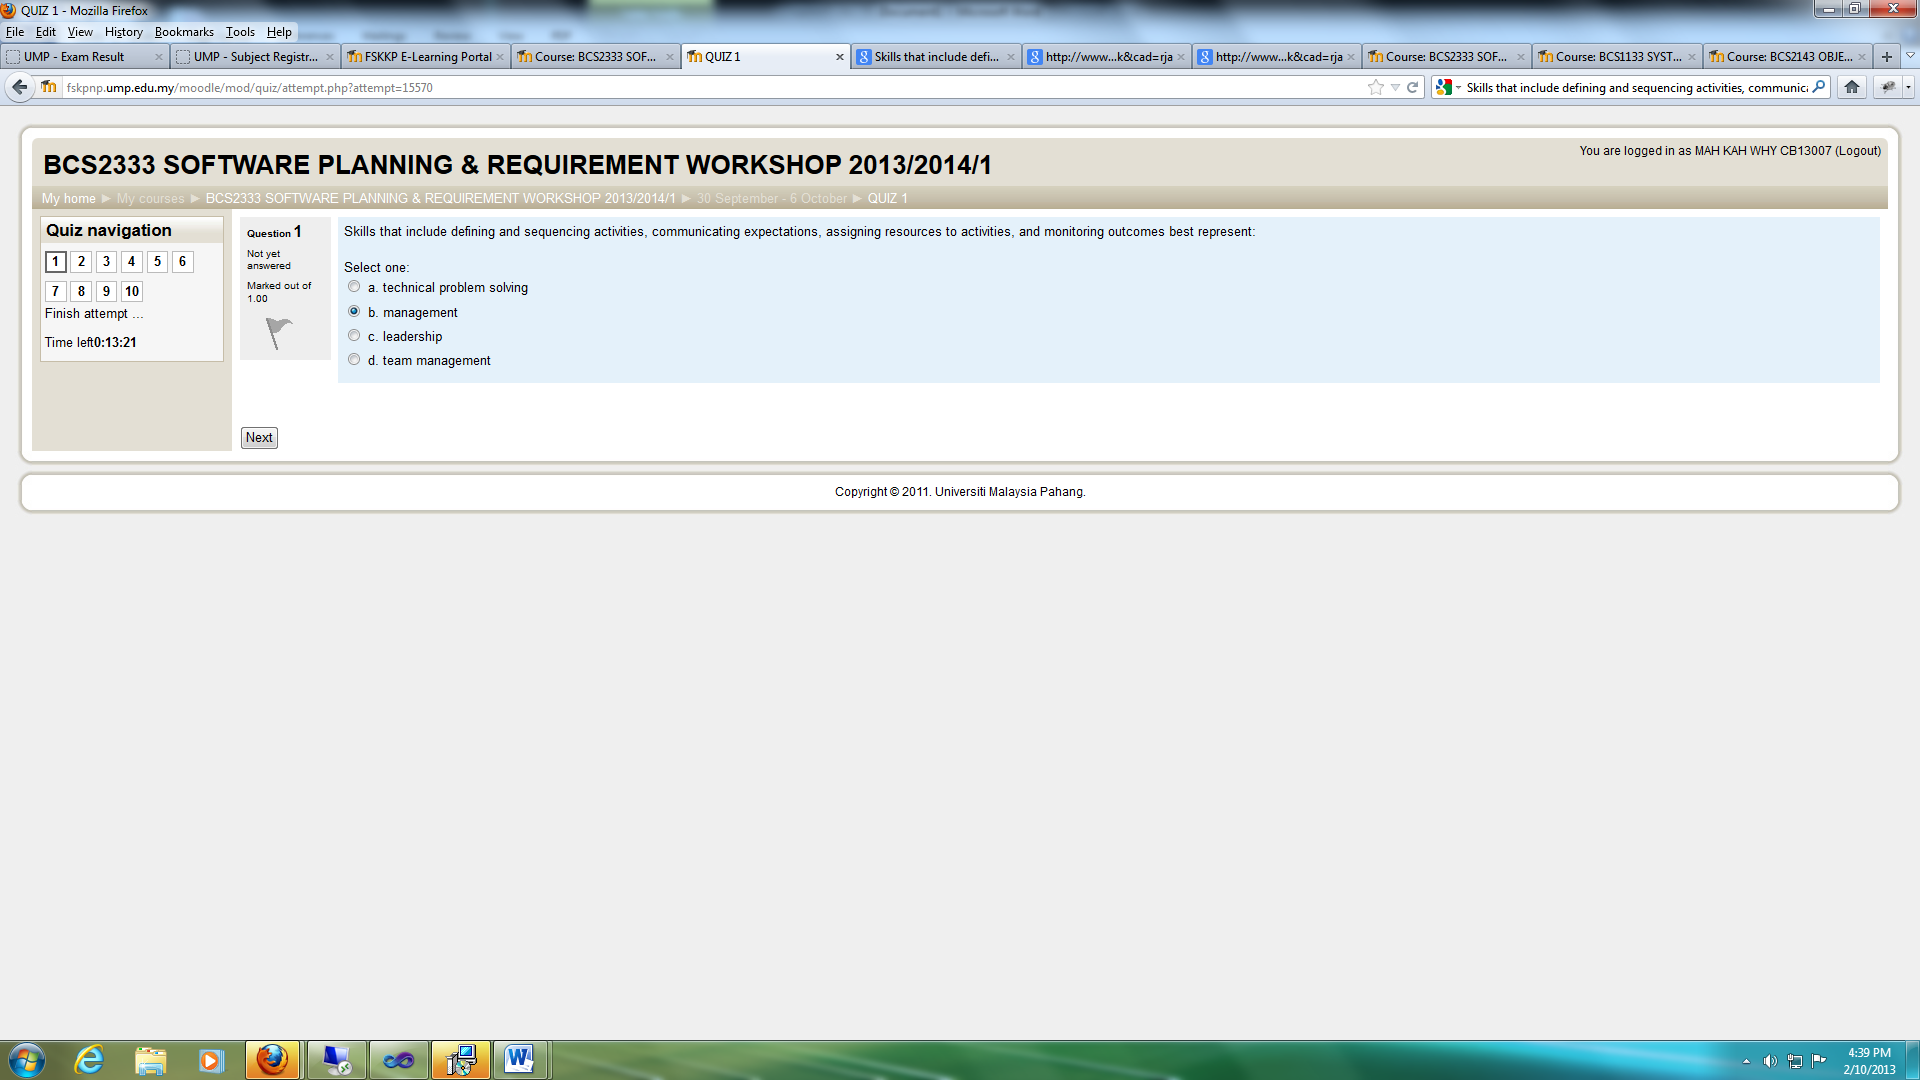 QUIZ 1 - Mozilla Firefox
File Edit View History Bookmarks Tools Help
UMP - Exam Result
UMP - Subject Registr...
FSKKP E-Learning Portal
Course: BCS2333 SOF...
QUIZ 1
Skills that include defi...
http://www...k&cad=rja
http://www...k&cad=rja
Course: BCS2333 SOF...
Course: BCS1133 SYST...
Course: BCS2143 OBJE...
fskpnp.ump.edu.my/moodle/mod/quiz/attempt.php?attempt=15570
Skills that include defining and sequencing activities, communica
BCS2333 SOFTWARE PLANNING & REQUIREMENT WORKSHOP 2013/2014/1
You are logged in as MAH KAH WHY CB13007 (Logout)
My home ► My courses ► BCS2333 SOFTWARE PLANNING & REQUIREMENT WORKSHOP 2013/2014/1 ► 30 September - 6 October ► QUIZ 1
Quiz navigation
1 2 3 4 5 6
7 8 9 10
Finish attempt ...
Time left0:13:21
Question 1
Not yet
answered
Marked out of
1.00
Skills that include defining and sequencing activities, communicating expectations, assigning resources to activities, and monitoring outcomes best represent:
Select one:
a. technical problem solving
b. management
c. leadership
d. team management
Next
Copyright © 2011. Universiti Malaysia Pahang.
4:39 PM
2/10/2013